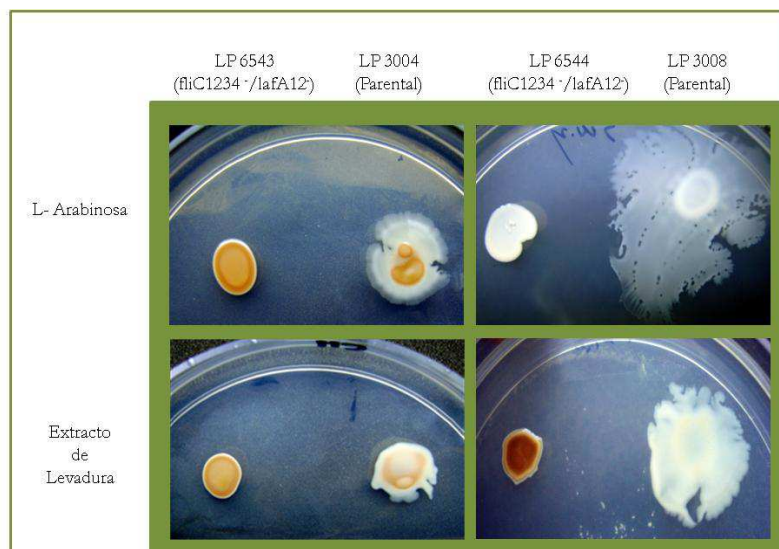 LP 6543
(fliC1234⁻/lafA12⁻)
LP 3004
(Parental)
LP 6544
(fliC1234⁻/lafA12⁻)
LP 3008
(Parental)
L- Arabinosa
Extracto
de
Levadura